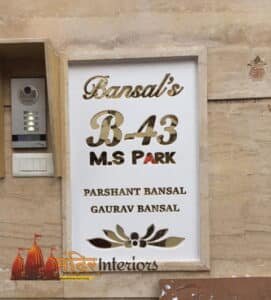 Bansal's
B-43
M.S PARK
PARSHANT BANSAL
GAURAV BANSAL
मंदिर Interiors